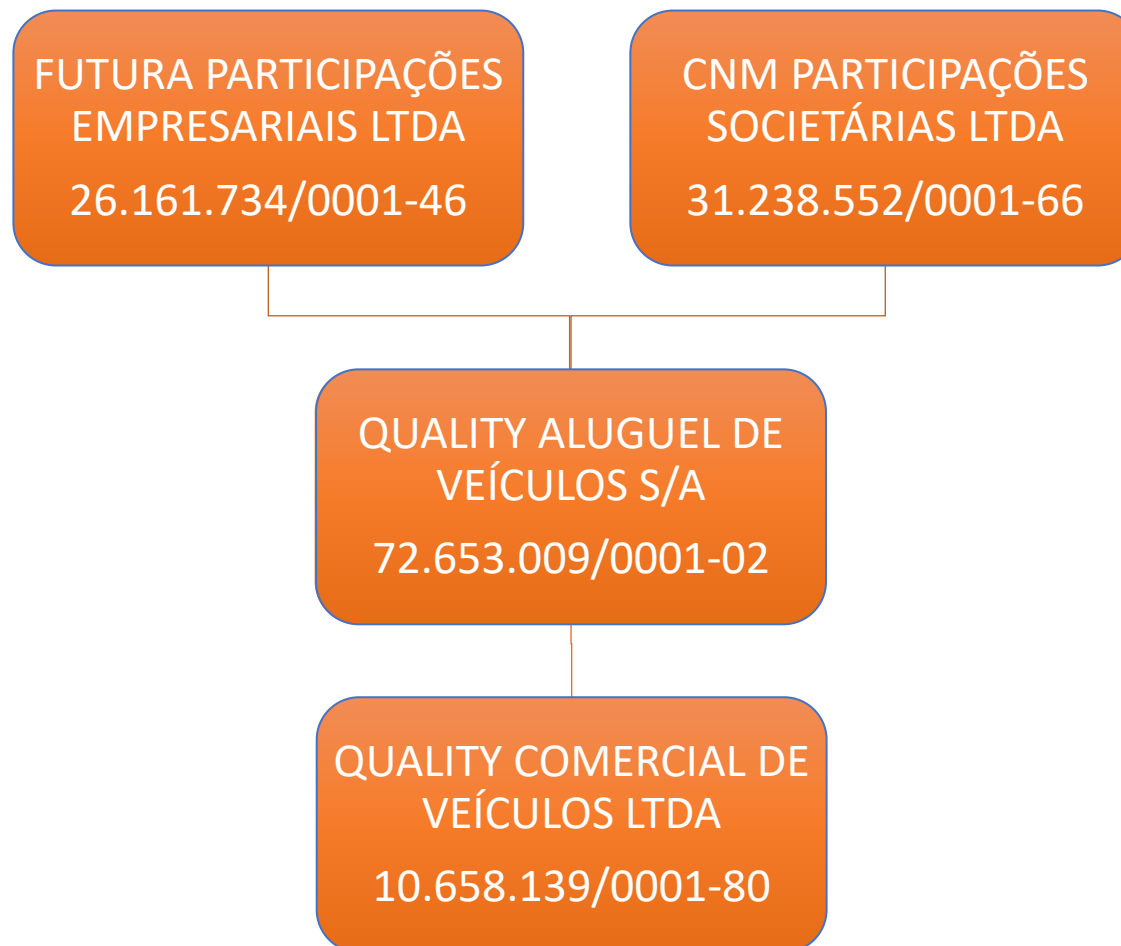 FUTURA PARTICIPAÇÕES
EMPRESARIAIS LTDA
26.161.734/0001-46
CNM PARTICIPAÇÕES
SOCIETÁRIAS LTDA
31.238.552/0001-66
QUALITY ALUGUEL DE
VEÍCULOS S/A
72.653.009/0001-02
QUALITY COMERCIAL DE
VEÍCULOS LTDA
10.658.139/0001-80